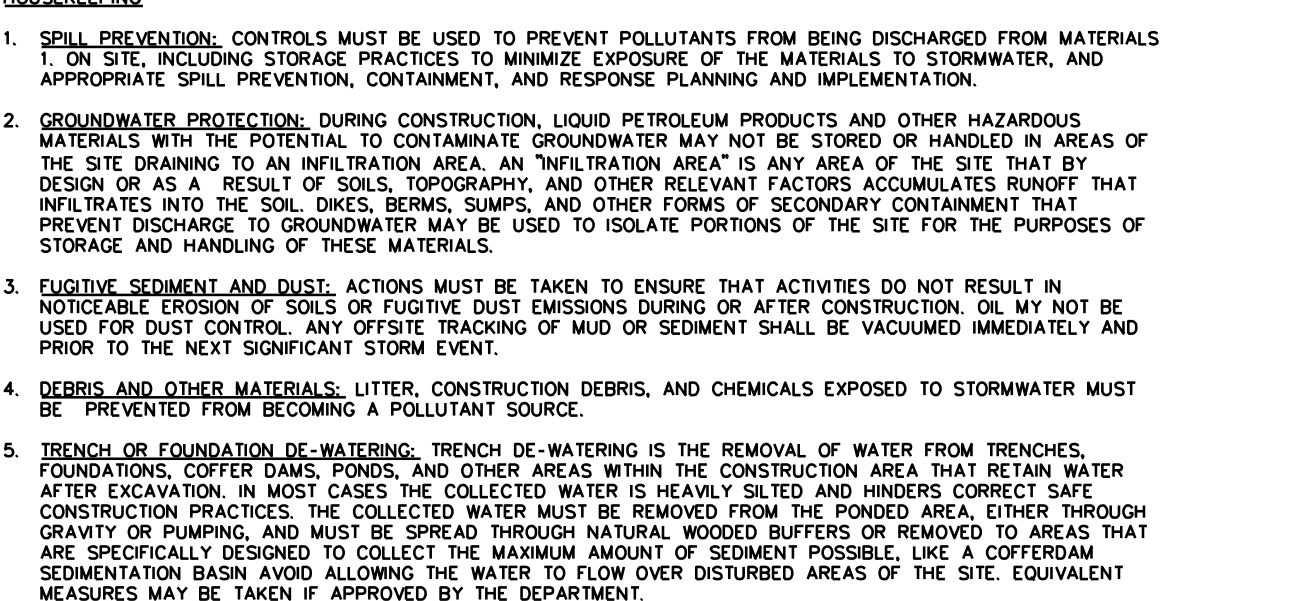 HOUSEKEEPING
1. SPILL PREVENTION: CONTROLS MUST BE USED TO PREVENT POLLUTANTS FROM BEING DISCHARGED FROM MATERIALS
1. ON SITE, INCLUDING STORAGE PRACTICES TO MINIMIZE EXPOSURE OF THE MATERIALS TO STORMWATER, AND
APPROPRIATE SPILL PREVENTION, CONTAINMENT, AND RESPONSE PLANNING AND IMPLEMENTATION.
2. GROUNDWATER PROTECTION: DURING CONSTRUCTION, LIQUID PETROLEUM PRODUCTS AND OTHER HAZARDOUS
MATERIALS WITH THE POTENTIAL TO CONTAMINATE GROUNDWATER MAY NOT BE STORED OR HANDLED IN AREAS OF
THE SITE DRAINING TO AN INFILTRATION AREA. AN "INFILTRATION AREA" IS ANY AREA OF THE SITE THAT BY
DESIGN OR AS A RESULT OF SOILS, TOPOGRAPHY, AND OTHER RELEVANT FACTORS ACCUMULATES RUNOFF THAT
INFILTRATES INTO THE SOIL. DIKES, BERMS, SUMPS, AND OTHER FORMS OF SECONDARY CONTAINMENT THAT
PREVENT DISCHARGE TO GROUNDWATER MAY BE USED TO ISOLATE PORTIONS OF THE SITE FOR THE PURPOSES OF
STORAGE AND HANDLING OF THESE MATERIALS.
3. FUGITIVE SEDIMENT AND DUST: ACTIONS MUST BE TAKEN TO ENSURE THAT ACTIVITIES DO NOT RESULT IN
NOTICEABLE EROSION OF SOILS OR FUGITIVE DUST EMISSIONS DURING OR AFTER CONSTRUCTION. OIL MY NOT BE
USED FOR DUST CONTROL. ANY OFFSITE TRACKING OF MUD OR SEDIMENT SHALL BE VACUUMED IMMEDIATELY AND
PRIOR TO THE NEXT SIGNIFICANT STORM EVENT.
4. DEBRIS AND OTHER MATERIALS: LITTER, CONSTRUCTION DEBRIS, AND CHEMICALS EXPOSED TO STORMWATER MUST
BE PREVENTED FROM BECOMING A POLLUTANT SOURCE.
5. TRENCH OR FOUNDATION DE-WATERING: TRENCH DE-WATERING IS THE REMOVAL OF WATER FROM TRENCHES,
FOUNDATIONS, COFFER DAMS, PONDS, AND OTHER AREAS WITHIN THE CONSTRUCTION AREA THAT RETAIN WATER
AFTER EXCAVATION. IN MOST CASES THE COLLECTED WATER IS HEAVILY SILTED AND HINDERS CORRECT SAFE
CONSTRUCTION PRACTICES. THE COLLECTED WATER MUST BE REMOVED FROM THE PONDED AREA, EITHER THROUGH
GRAVITY OR PUMPING, AND MUST BE SPREAD THROUGH NATURAL WOODED BUFFERS OR REMOVED TO AREAS THAT
ARE SPECIFICALLY DESIGNED TO COLLECT THE MAXIMUM AMOUNT OF SEDIMENT POSSIBLE, LIKE A COFFERDAM
SEDIMENTATION BASIN AVOID ALLOWING THE WATER TO FLOW OVER DISTURBED AREAS OF THE SITE. EQUIVALENT
MEASURES MAY BE TAKEN IF APPROVED BY THE DEPARTMENT.